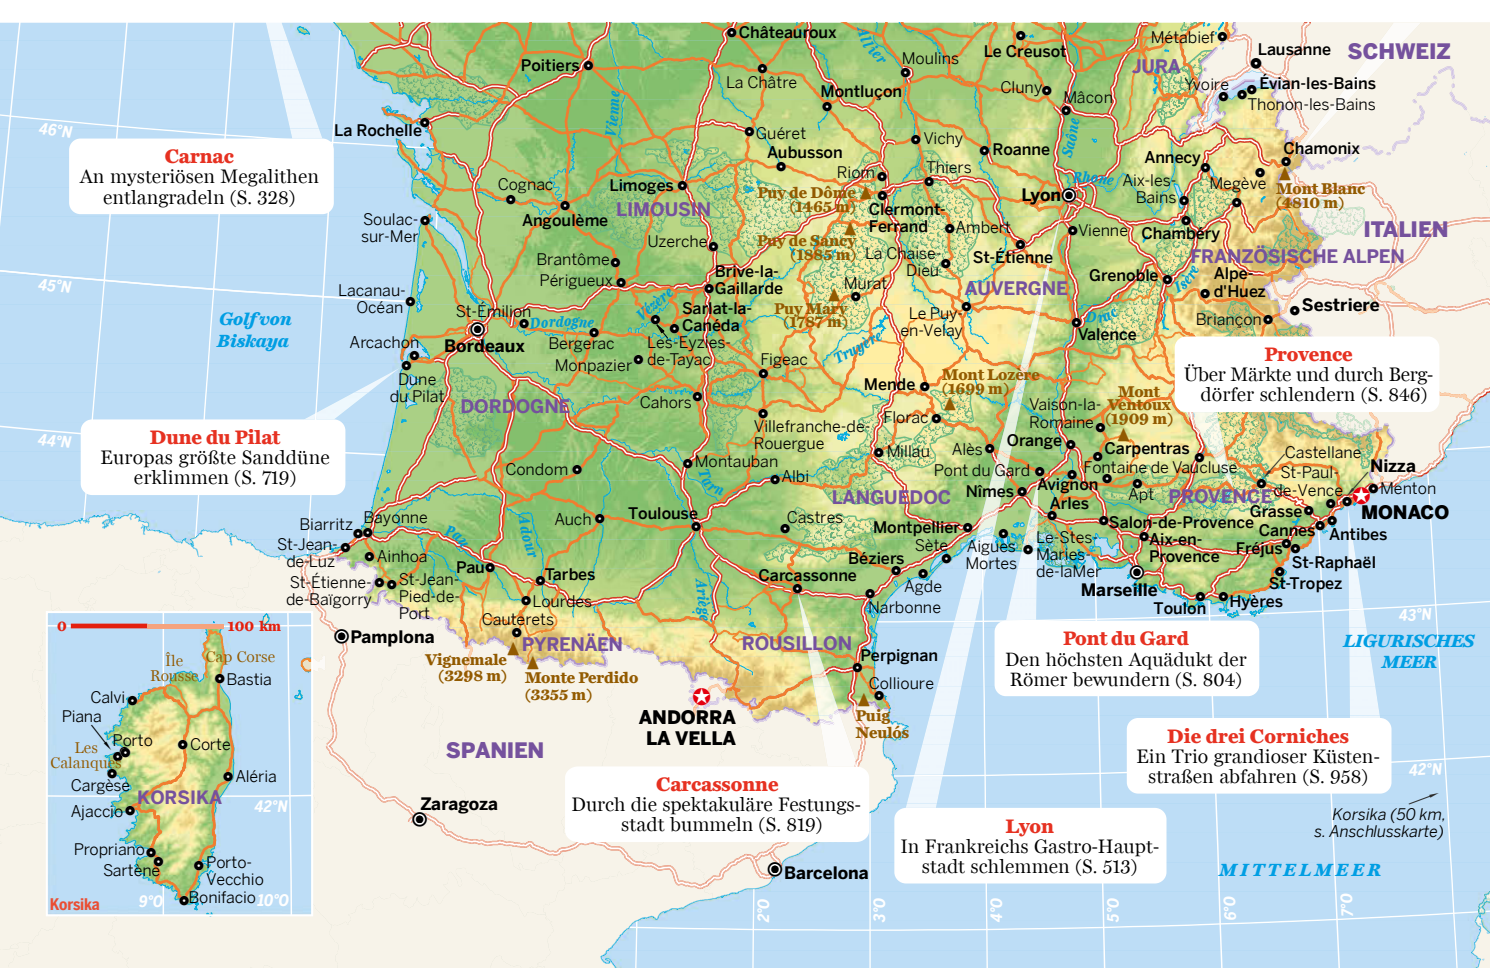 Châteauroux
Le Creusot
Métabief
Lausanne
SCHWEIZ
Poitiers
La Châtre
Allier
Moulins
JURA
Yvoire
Évian-les-Bains
Thonon-les-Bains
Montluçon
Cluny
Mâcon
46°N
La Rochelle
Vienne
Guéret
Aubusson
Vichy
Roanne
Saône
Annecy
Chamonix
Carnac
An mysteriösen Megalithen
entlangradeln (S. 328)
Cognac
Limoges
Riom
Thiers
Rhone
Aix-les-
Bains
Megève
Mont Blanc
(4810 m)
Puy de Dôme
(1465 m)
Lyon
Soulac-
sur-Mer
Angoulême
LIMOUSIN
Clermont-
Ferrand
Ambert
Vienne
Chambéry
ITALIEN
Uzerche
Puy de Sancy
(1885 m)
La Chaise-
Dieu
St-Étienne
FRANZÖSISCHE ALPEN
Brantôme
Périgueux
Brive-la-
Gaillarde
Murat
AUVERGNE
Grenoble
Isere
Alpe-
d'Huez
45°N
Lacanau-
Océan
Golf von
Biskaya
St-Émilion
Dordogne
Vézère
Sarlat-la-
Canéda
Puy Mary
(1787 m)
Le Puy-
en-Velay
Drac
Valence
Briançon
Sestriere
Arcachon
Bordeaux
Bergerac
Monpazier
Les-Eyzies-
de-Tayac
Figeac
Truyère
Provence
Über Märkte und durch Berg-
dörfer schlendern (S. 846)
Dune
du Pilat
DORDOGNE
Cahors
Mende
Mont Lozère
(1699 m)
Mont
Ventoux
(1909 m)
Vaison-la-
Romaine
Florac
Villefranche-de-
Rouergue
44°N
Dune du Pilat
Europas größte Sanddüne
erklimmen (S. 719)
Condom
Montauban
Albi
Tarn
Millau
Alès
Orange
Carpentras
Pont du Gard
Fontaine de Vaucluse
Castellane
St-Paul-
de-Vence
Nizza
Menton
MONACO
LANGUEDOC
Nîmes
Avignon
Apt
PROVENCE
Arles
Grasse
Cannes
Antibes
Biarritz
Bayonne
Auch
Toulouse
Castres
Montpellier
Salon-de-Provence
Aix-en-
Provence
Fréjus
St-Raphaël
St-Tropez
St-Jean-
de-Luz
Ainhoa
Pau
Adour
Béziers
Sète
Aigues
Mortes
Le-Stes-
Maries-
de-laMer
St-Étienne-
de-Baïgorry
St-Jean-
Pied-de-
Port
Pau
Tarbes
Lourdes
Ariège
Carcassonne
Agde
Narbonne
Marseille
Toulon
Hyères
43°N
Cauterets
Pamplona
PYRENÄEN
Vignemale
(3298 m)
Monte Perdido
(3355 m)
ROUSILLON
Perpignan
Collioure
Puig
Neulós
Pont du Gard
Den höchsten Aquädukt der
Römer bewundern (S. 804)
LIGURISCHES
MEER
ANDORRA
LA VELLA
SPANIEN
Die drei Corniches
Ein Trio grandioser Küsten-
straßen abfahren (S. 958)
42°N
Carcassonne
Durch die spektakuläre Festungs-
stadt bummeln (S. 819)
Zaragoza
Lyon
In Frankreichs Gastro-Haupt-
stadt schlemmen (S. 513)
Korsika (50 km,
s. Anschlusskarte)
Barcelona
MITTELMEER
2°O
3°O
4°O
5°O
6°O
7°O
0
100 km
Île
Rousse
Cap Corse
Bastia
Calvi
Piana
Porto
Les
Calanques
Corte
Cargèse
Aléria
KORSIKA
42°N
Ajaccio
Propriano
Sartène
Porto-
Vecchio
Bonifacio
9°O
10°O
Korsika